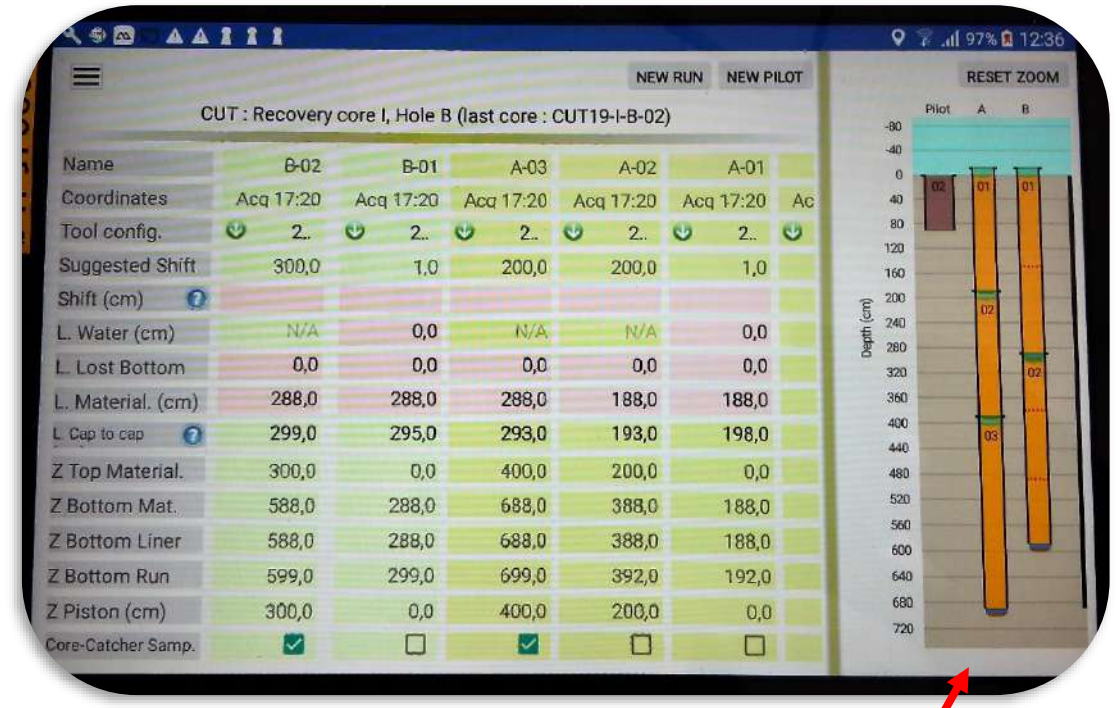 97% 12:36
NEW RUN NEW PILOT RESET ZOOM
CUT : Recovery core I, Hole B (last core : CUT19-I-B-02)
Name B-02 B-01 A-03 A-02 A-01
Coordinates Acq 17:20 Acq 17:20 Acq 17:20 Acq 17:20 Acq 17:20 Ac
Tool config. 2.. 2.. 2.. 2.. 2..
Suggested Shift 300,0 1,0 200,0 200,0 1,0
Shift (cm) ?
L. Water (cm) N/A 0,0 N/A N/A 0,0
L. Lost Bottom 0,0 0,0 0,0 0,0 0,0
L. Material. (cm) 288,0 288,0 288,0 188,0 188,0
L. Cap to cap ? 299,0 295,0 293,0 193,0 198,0
Z Top Material. 300,0 0,0 400,0 200,0 0,0
Z Bottom Mat. 588,0 288,0 688,0 388,0 188,0
Z Bottom Liner 588,0 288,0 688,0 388,0 188,0
Z Bottom Run 599,0 299,0 699,0 392,0 192,0
Z Piston (cm) 300,0 0,0 400,0 200,0 0,0
Core-Catcher Samp.
Pilot A B
-80
-40
0
02 01 01
40
80
120
160
200
02
240
280
320
02
360
400
03
440
480
520
560
600
640
680
720
Depth (cm)